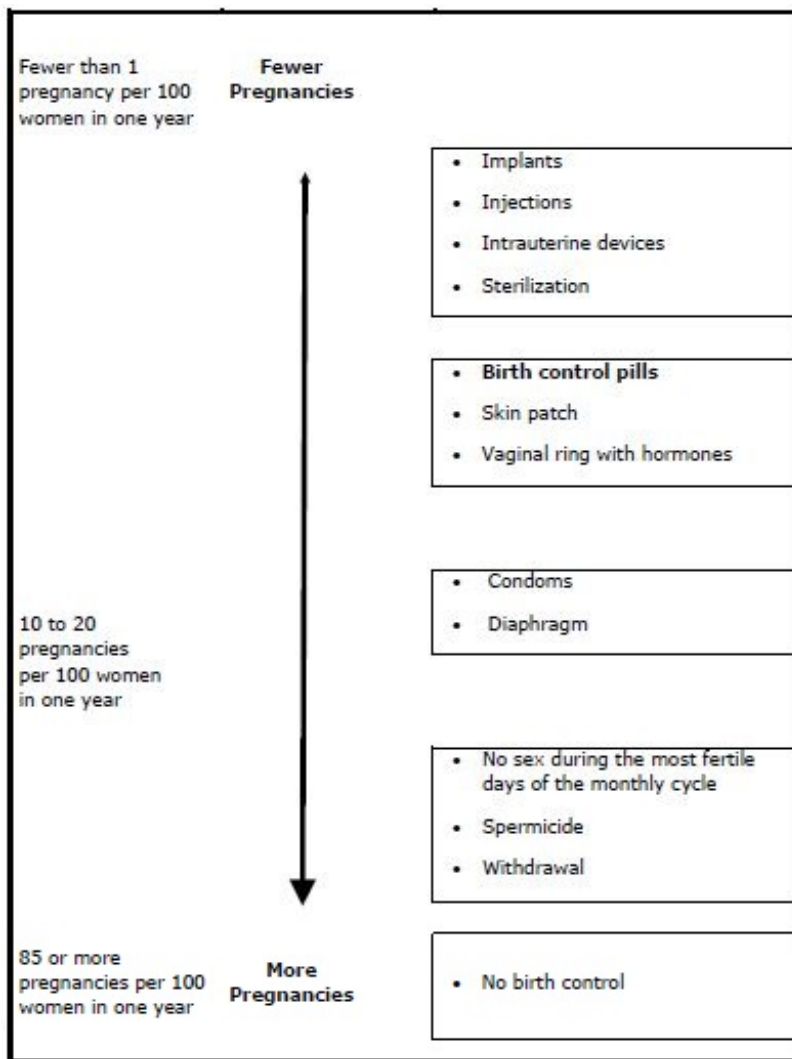 Fewer than 1
pregnancy per 100
women in one year
Fewer
Pregnancies
• Implants
• Injections
• Intrauterine devices
• Sterilization
• Birth control pills
• Skin patch
• Vaginal ring with hormones
• Condoms
• Diaphragm
10 to 20
pregnancies
per 100 women
in one year
• No sex during the most fertile
days of the monthly cycle
• Spermicide
• Withdrawal
85 or more
pregnancies per 100
women in one year
More
Pregnancies
• No birth control